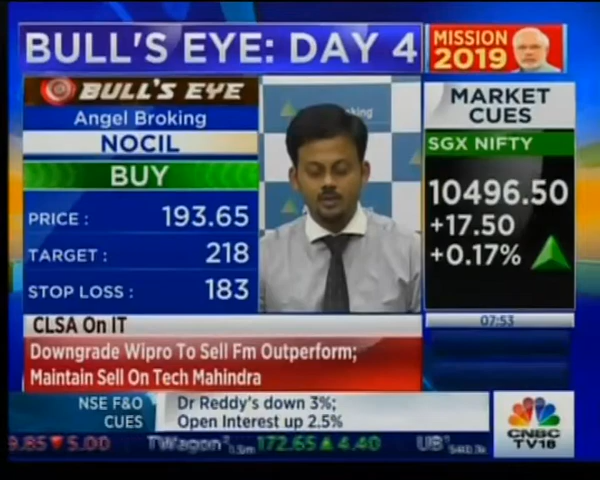 BULL'S EYE: DAY 4
MISSION
2019
BULL'S EYE
Angel Broking
NOCIL
BUY
PRICE : 193.65
TARGET : 218
STOP LOSS : 183
MARKET
CUES
SGX NIFTY
10496.50
+17.50
+0.17%
07:53
CLSA On IT
Downgrade Wipro To Sell Fm Outperform;
Maintain Sell On Tech Mahindra
NSE F&O
CUES
Dr Reddy's down 3%;
Open Interest up 2.5%
CNBC
TV18
9.85 ▼ 5.00 TWagon 172.65 ▲ 4.40 UB